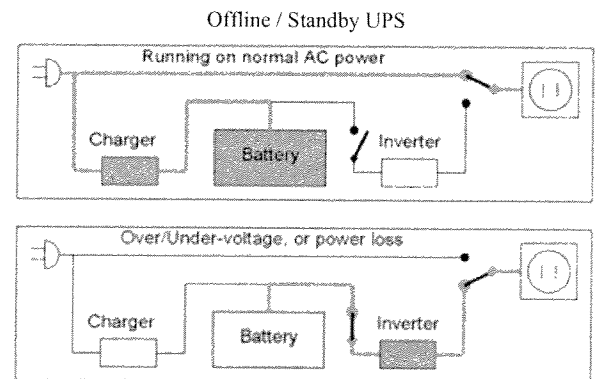 Offline / Standby UPS
Running on normal AC power
Charger
Battery
Inverter
Over/Under-voltage, or power loss
Charger
Battery
Inverter